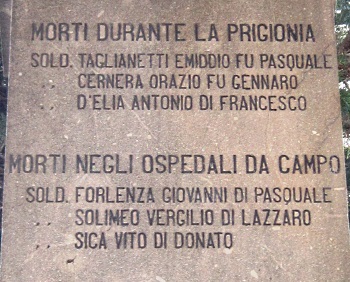 MORTI DURANTE LA PRIGIONIA
SOLD. TAGLIANETTI EMIDDIO FU PASQUALE
.. CERNERA ORAZIO FU GENNARO
.. D'ELIA ANTONIO DI FRANCESCO
MORTI NEGLI OSPEDALI DA CAMPO
SOLD. FORLENZA GIOVANNI DI PASQUALE
.. SOLIMEO VERGILIO DI LAZZARO
.. SICA VITO DI DONATO